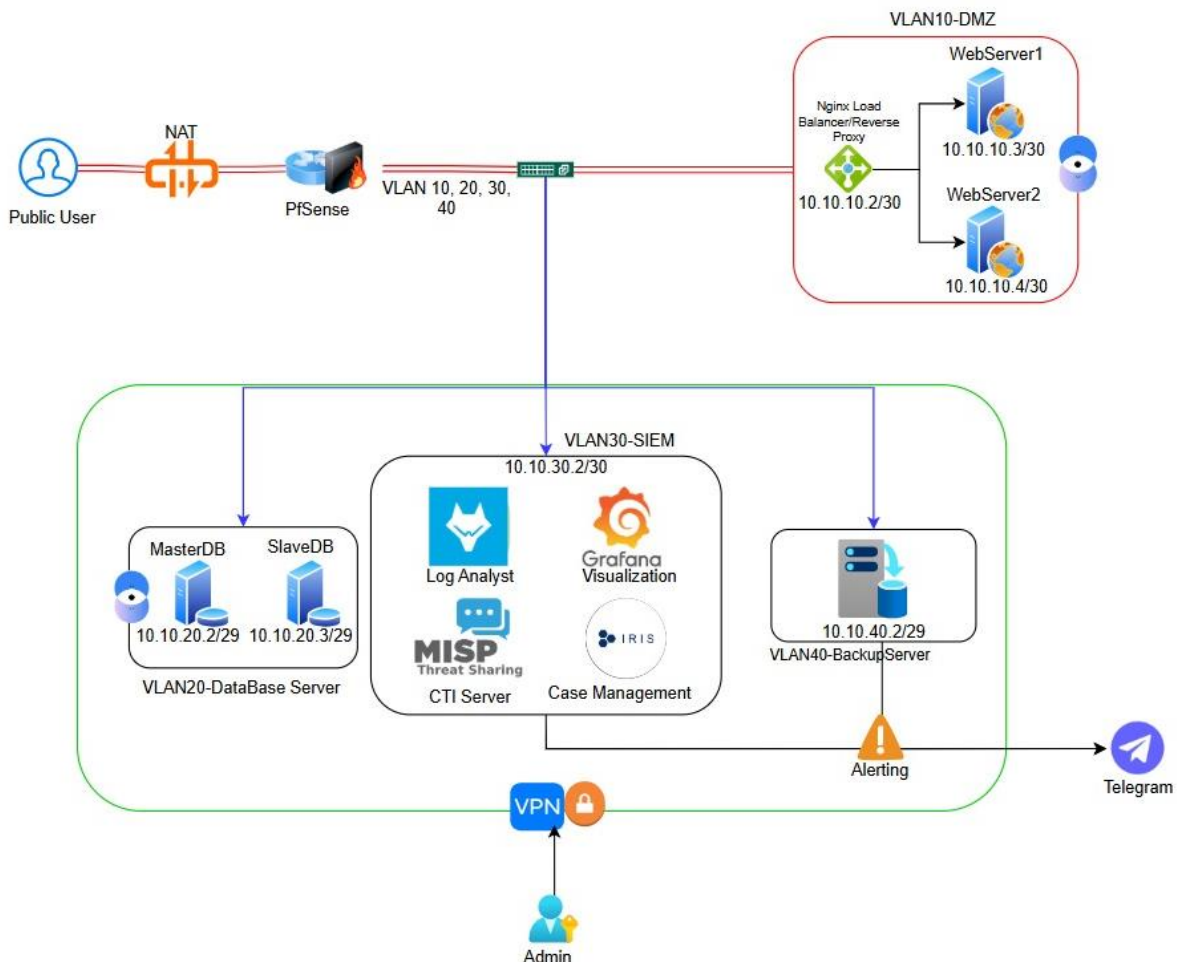 VLAN10-DMZ
WebServer1
Nginx Load
Balancer/Reverse
Proxy
10.10.10.3/30
NAT
10.10.10.2/30
WebServer2
Public User
PfSense
VLAN 10, 20, 30,
40
10.10.10.4/30
VLAN30-SIEM
10.10.30.2/30
MasterDB
SlaveDB
10.10.20.2/29
10.10.20.3/29
VLAN20-DataBase Server
Log Analyst
Grafana
Visualization
MISP
Threat Sharing
CTI Server
IRIS
Case Management
10.10.40.2/29
VLAN40-BackupServer
Alerting
Telegram
VPN
Admin